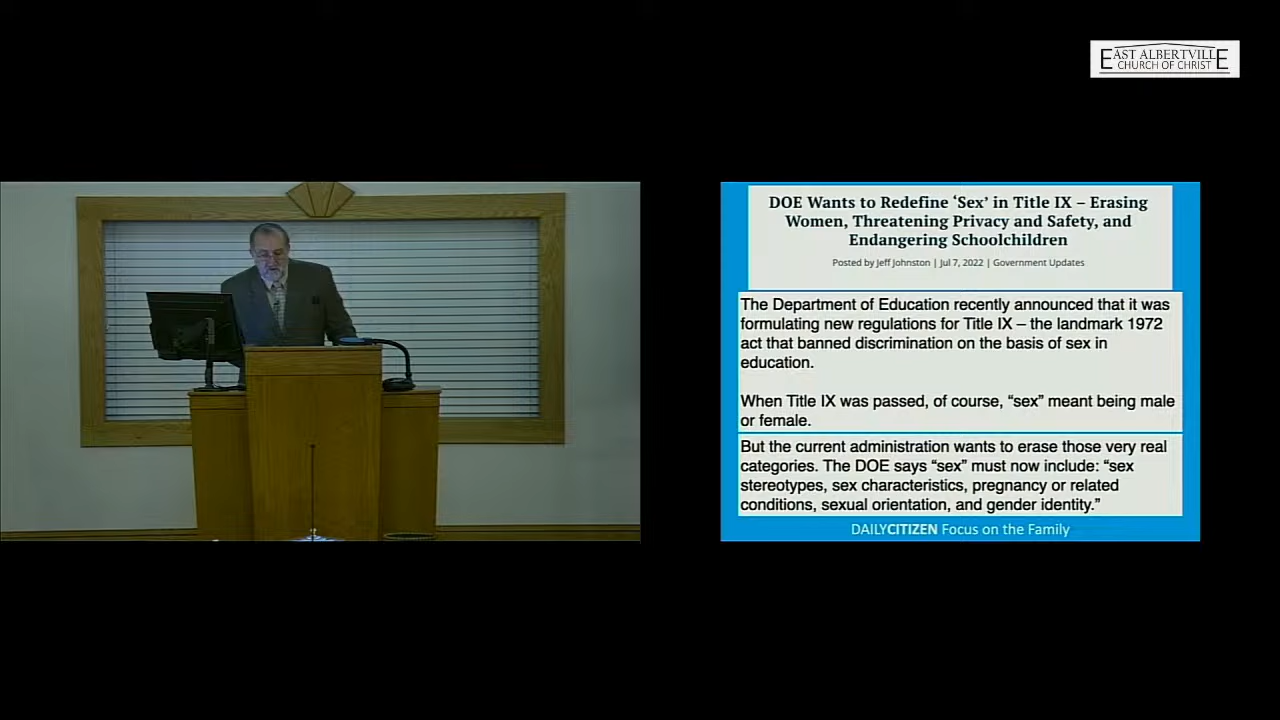 EAST ALBERTVILLE
CHURCH OF CHRIST
DOE Wants to Redefine ‘Sex’ in Title IX – Erasing
Women, Threatening Privacy and Safety, and
Endangering Schoolchildren
Posted by Jeff Johnston | Jul 7, 2022 | Government Updates
The Department of Education recently announced that it was
formulating new regulations for Title IX – the landmark 1972
act that banned discrimination on the basis of sex in
education.
When Title IX was passed, of course, “sex” meant being male
or female.
But the current administration wants to erase those very real
categories. The DOE says “sex” must now include: “sex
stereotypes, sex characteristics, pregnancy or related
conditions, sexual orientation, and gender identity.”
DAILYCITIZEN Focus on the Family